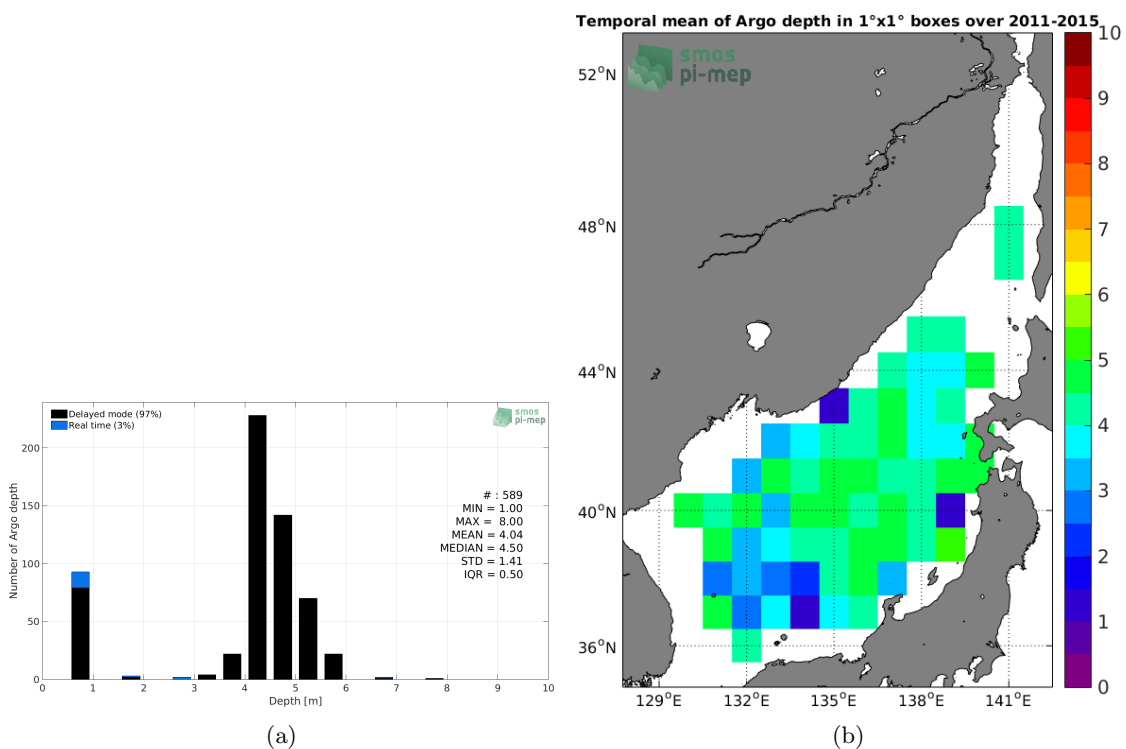 Delayed mode (97%)
Real time (3%)
smos
pi-mep
# : 589
MIN = 1.00
MAX = 8.00
MEAN = 4.04
MEDIAN = 4.50
STD = 1.41
IQR = 0.50
Number of Argo depth
200
150
100
50
0
0 1 2 3 4 5 6 7 8 9 10
Depth [m]
(a)
Temporal mean of Argo depth in 1°x1° boxes over 2011-2015
smos
pi-mep
52°N
48°N
44°N
40°N
36°N
129°E 132°E 135°E 138°E 141°E
10
9
8
7
6
5
4
3
2
1
0
(b)